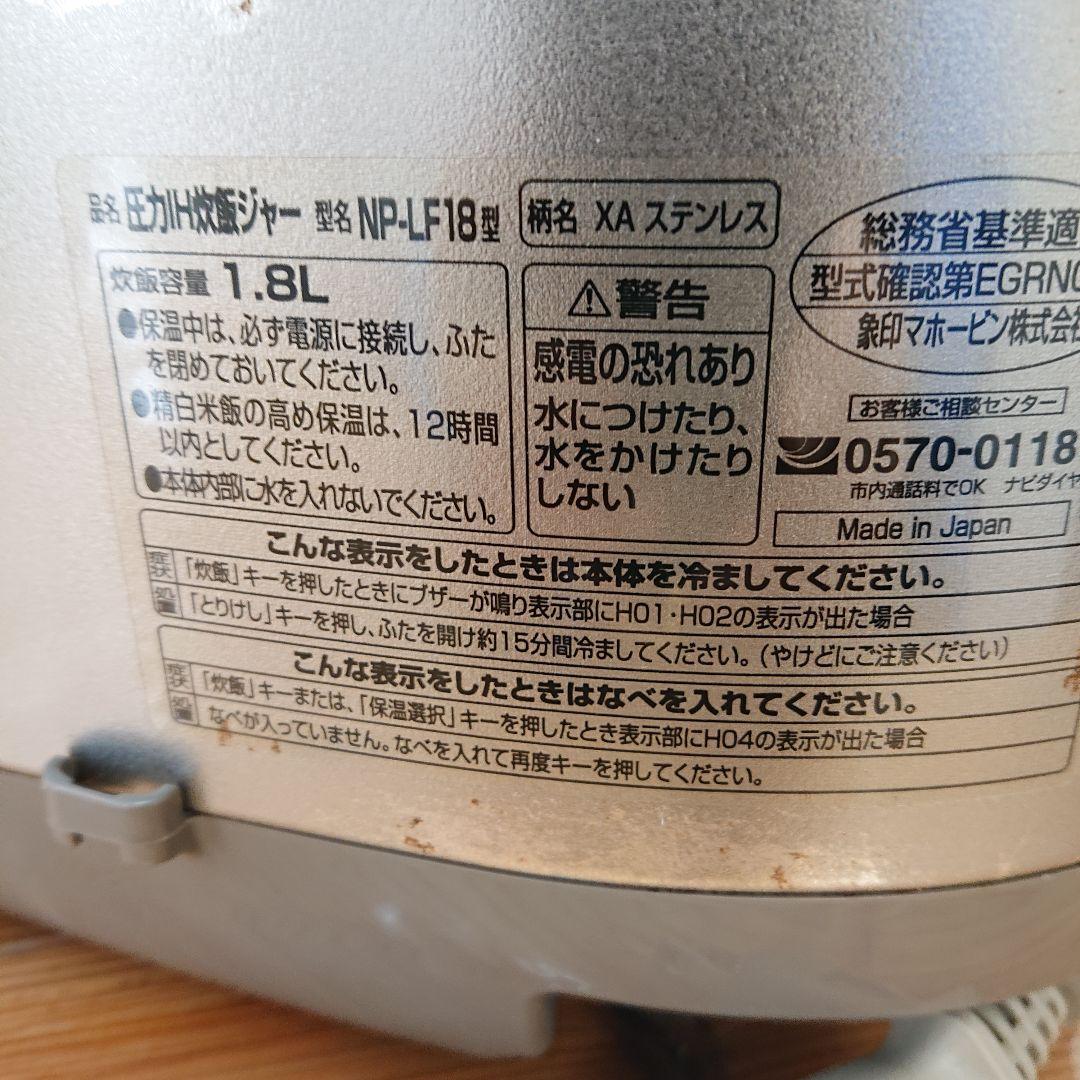 品名 圧力IH炊飯ジャー 型名 NP-LF18型
柄名 XA ステンレス
炊飯容量 1.8L
●保温中は、必ず電源に接続し、ふた
を閉めておいてください。
●精白米飯の高め保温は、12時間
以内としてください。
●本体内部に水を入れないでください。
⚠警告
感電の恐れあり
水につけたり、
水をかけたり
しない
総務省基準適
型式確認第EGRN
象印マホービン株式会
お客様ご相談センター
0570-0118
市内通話料でOK ナビダイヤ
Made in Japan
こんな表示をしたときは本体を冷ましてください。
「炊飯」キーを押したときにブザーが鳴り表示部にH01・H02の表示が出た場合
処置 「とりけし」キーを押し、ふたを開け約15分間冷ましてください。(やけどにご注意ください)
こんな表示をしたときはなべを入れてください。
「炊飯」キーまたは、「保温選択」キーを押したとき表示部にH04の表示が出た場合
処置 なべが入っていません。なべを入れて再度キーを押してください。